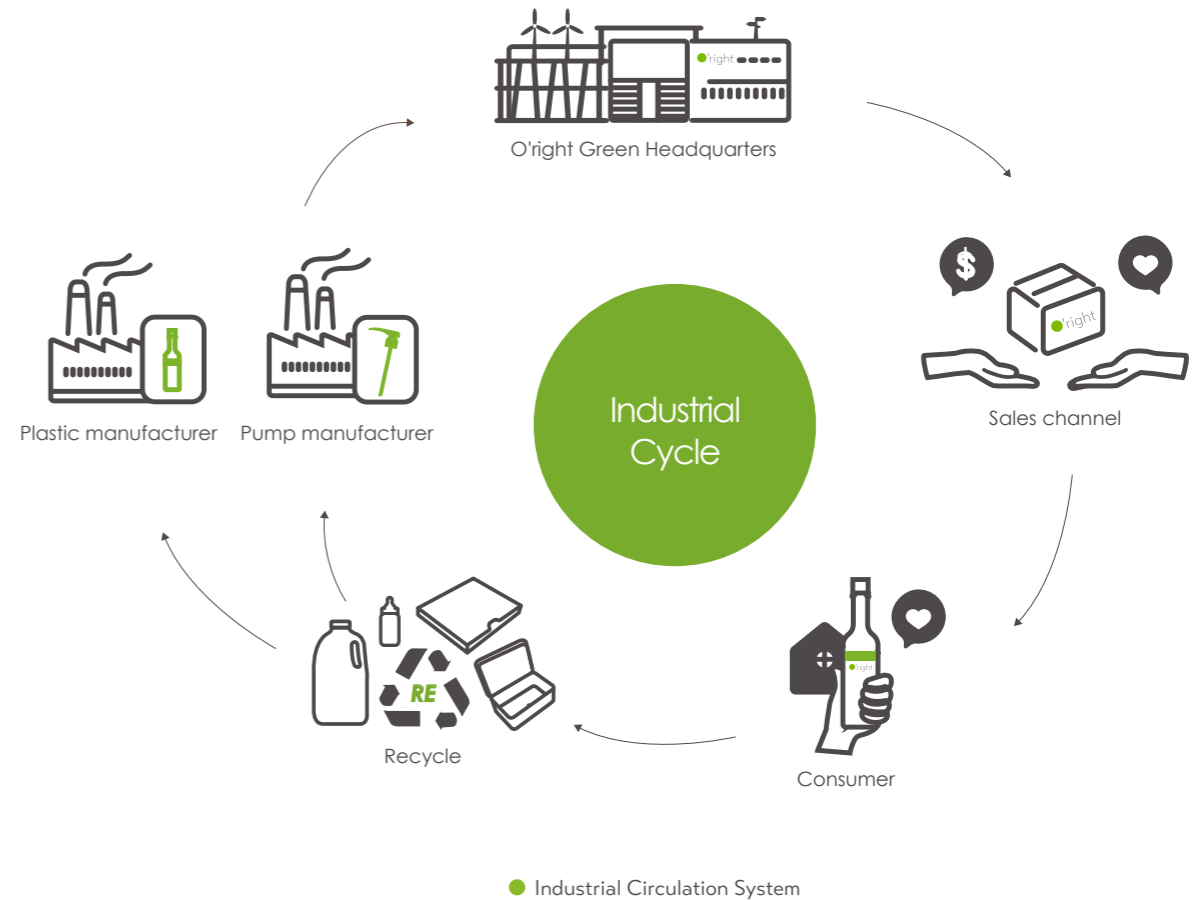 'right
O'right Green Headquarters
$
'right
Sales channel
Plastic manufacturer
Pump manufacturer
Industrial
Cycle
'right
RE
Recycle
Consumer
Industrial Circulation System